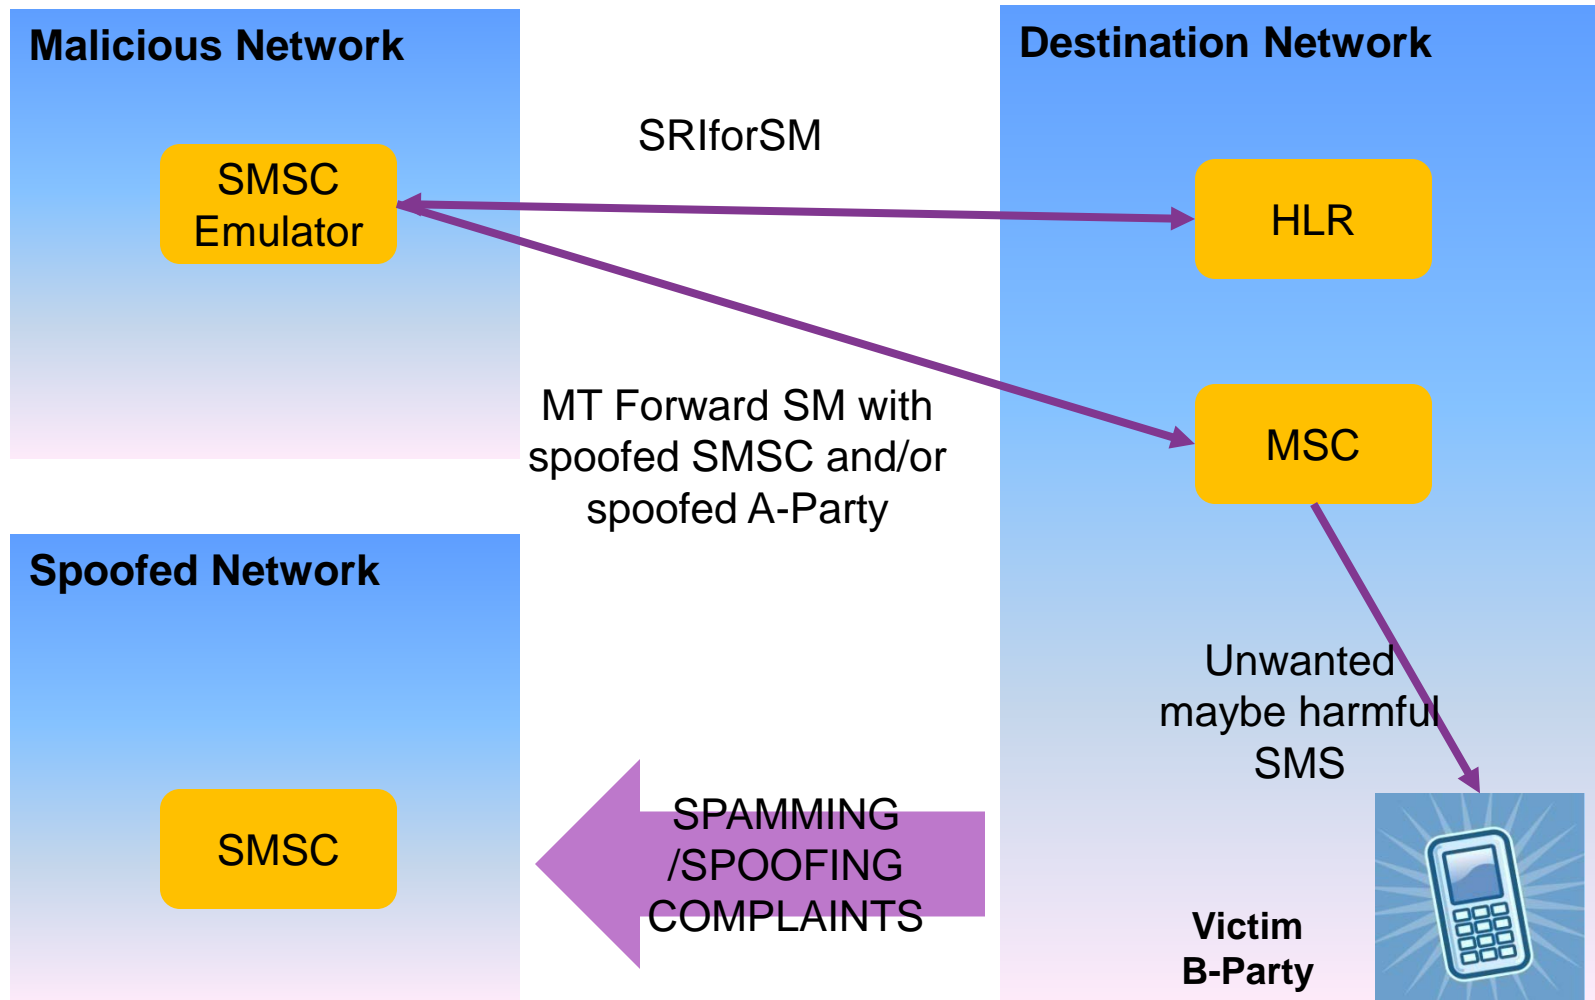 Malicious Network
SMSC
Emulator
SRIforSM
Destination Network
HLR
MT Forward SM with
spoofed SMSC and/or
spoofed A-Party
MSC
Spoofed Network
SMSC
SPAMMING
/SPOOFING
COMPLAINTS
Unwanted
maybe harmful
SMS
Victim
B-Party